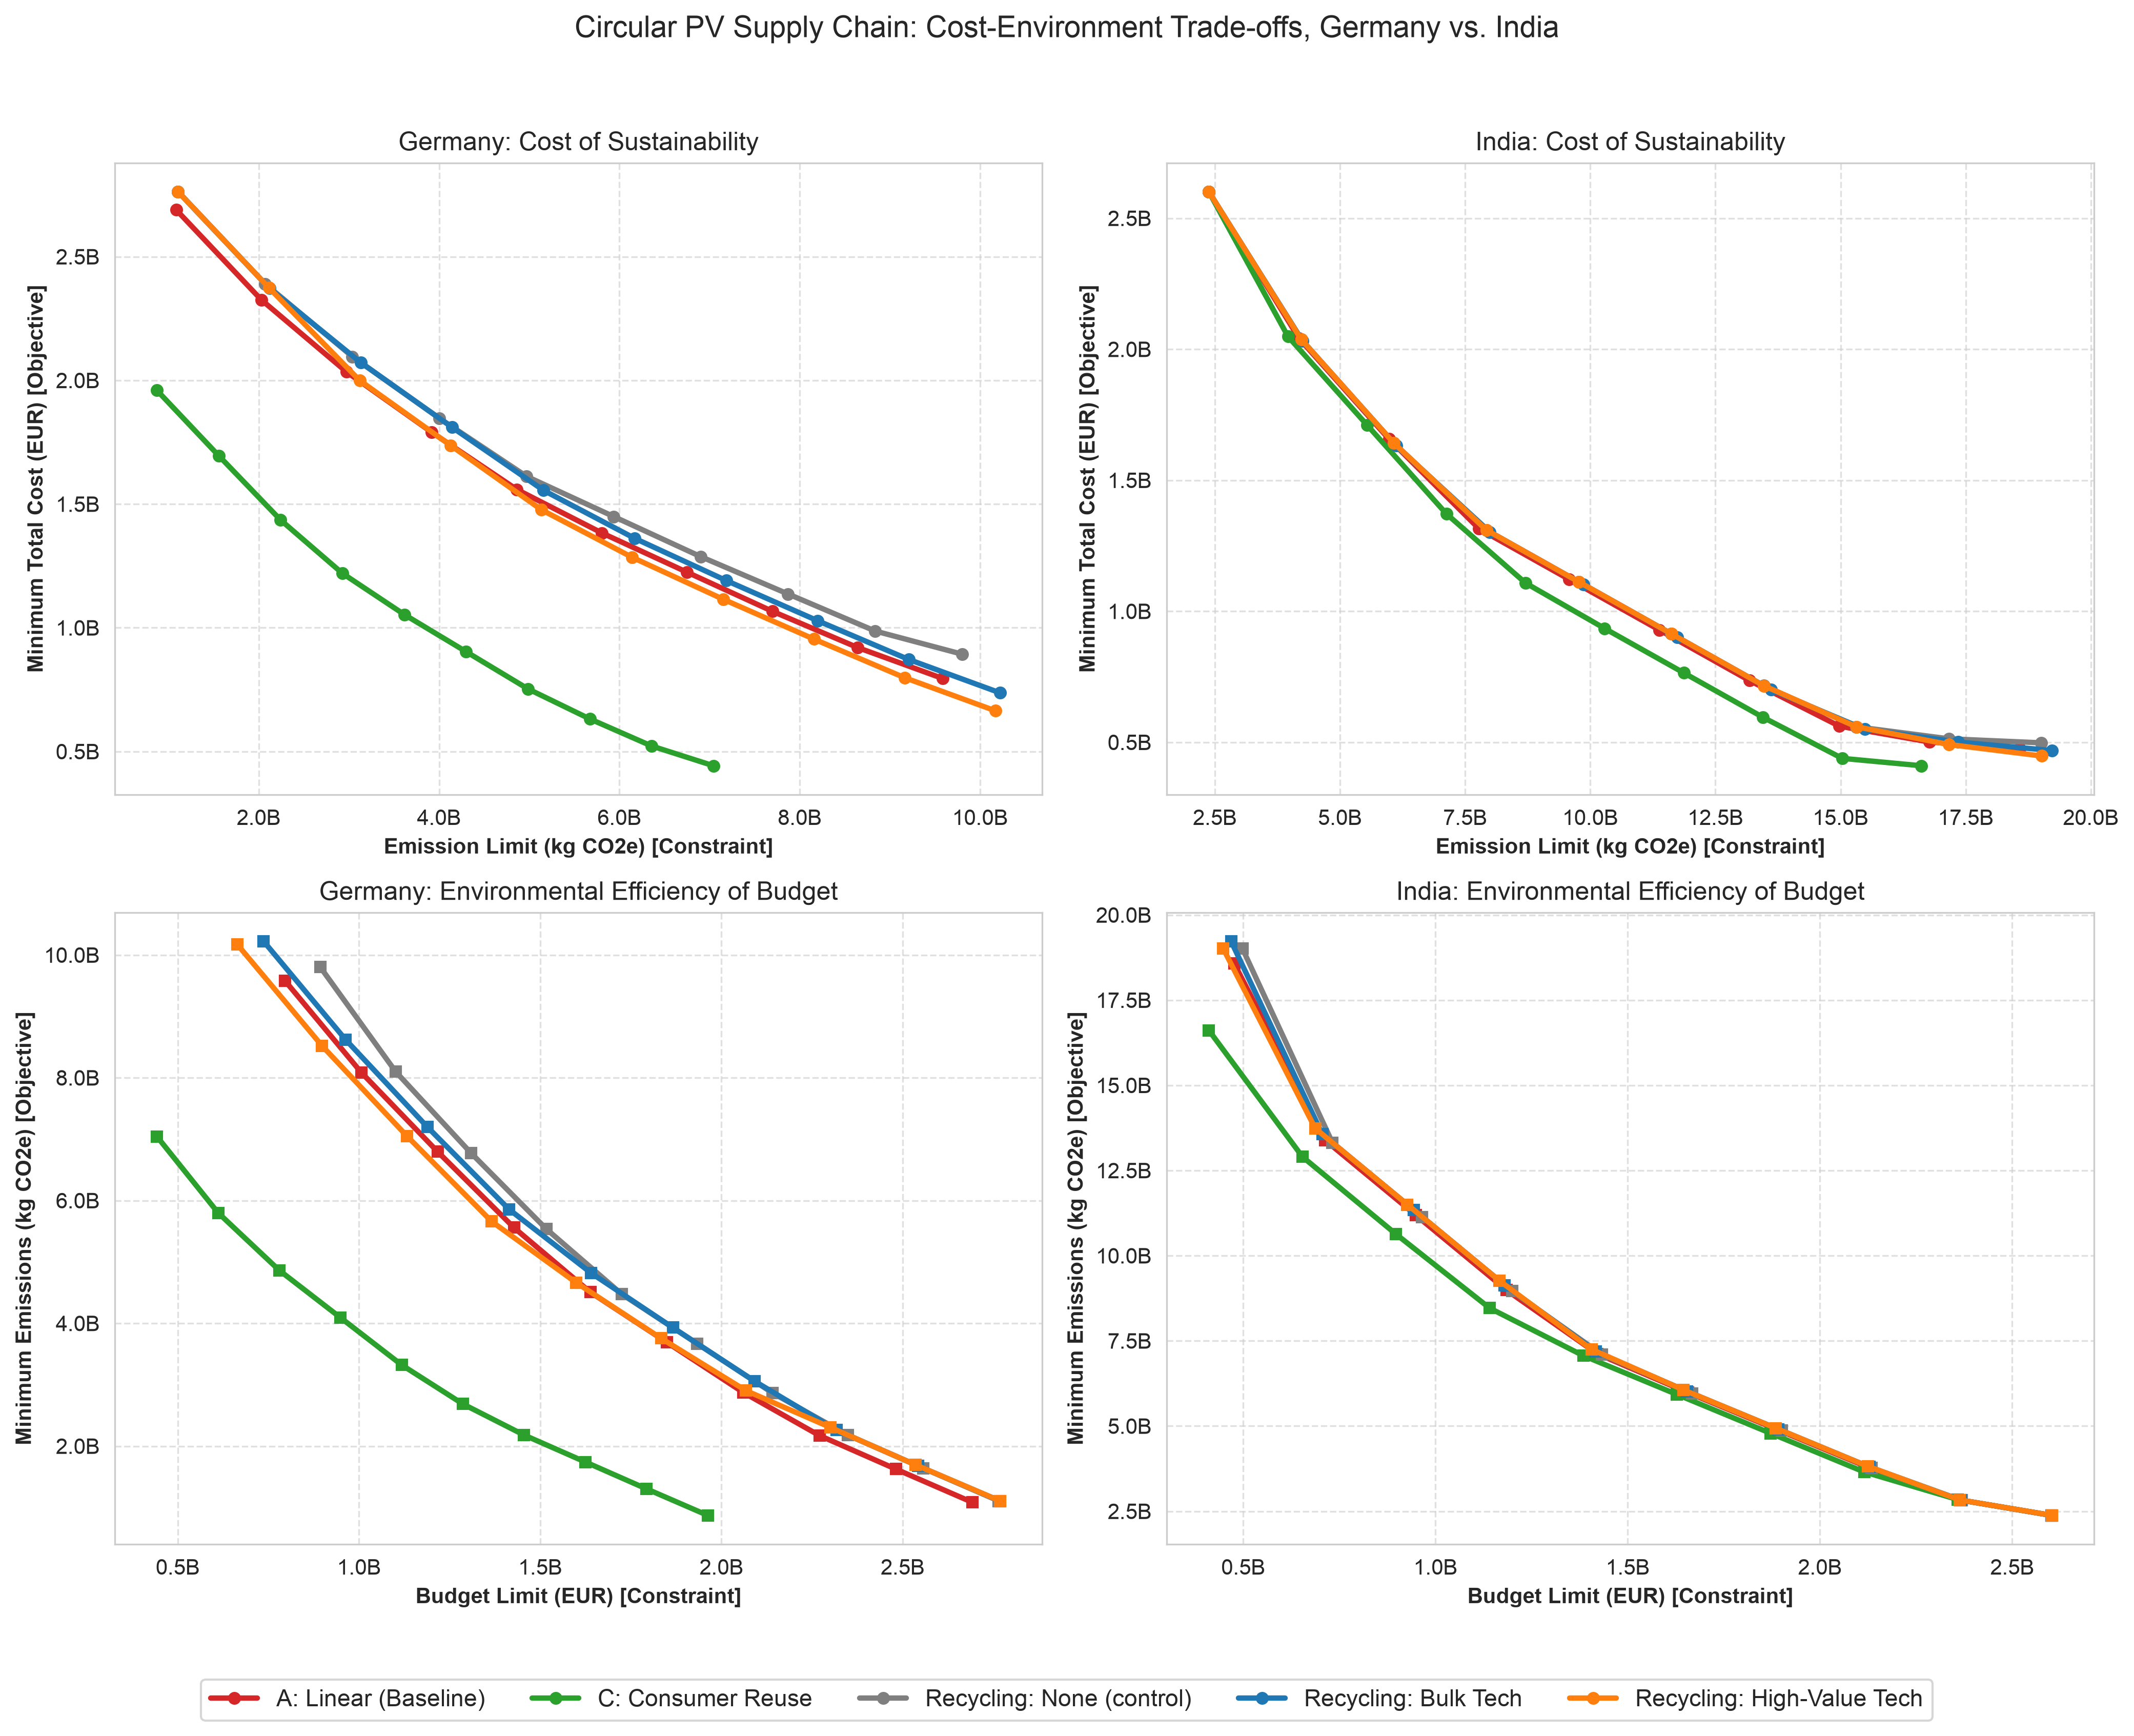 Circular PV Supply Chain: Cost-Environment Trade-offs, Germany vs. India
Germany: Cost of Sustainability
Minimum Total Cost (EUR) [Objective]
2.5B
2.0B
1.5B
1.0B
0.5B
2.0B 4.0B 6.0B 8.0B 10.0B
Emission Limit (kg CO2e) [Constraint]
India: Cost of Sustainability
Minimum Total Cost (EUR) [Objective]
2.5B
2.0B
1.5B
1.0B
0.5B
2.5B 5.0B 7.5B 10.0B 12.5B 15.0B 17.5B 20.0B
Emission Limit (kg CO2e) [Constraint]
Germany: Environmental Efficiency of Budget
Minimum Emissions (kg CO2e) [Objective]
10.0B
8.0B
6.0B
4.0B
2.0B
0.5B 1.0B 1.5B 2.0B 2.5B
Budget Limit (EUR) [Constraint]
India: Environmental Efficiency of Budget
Minimum Emissions (kg CO2e) [Objective]
20.0B
17.5B
15.0B
12.5B
10.0B
7.5B
5.0B
2.5B
0.5B 1.0B 1.5B 2.0B 2.5B
Budget Limit (EUR) [Constraint]
A: Linear (Baseline) C: Consumer Reuse Recycling: None (control) Recycling: Bulk Tech Recycling: High-Value Tech